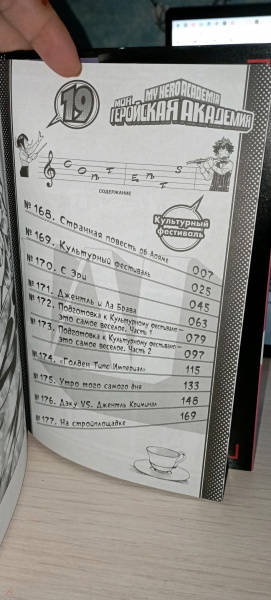 19
MY HERO ACADEMIA
МОЯ
ГЕРОЙСКАЯ АКАДЕМИЯ
CONTENTS
СОДЕРЖАНИЕ
Культурный
фестиваль
№ 168. Странная повесть об Аояме 007
№ 169. Культурный фестиваль 025
№ 170. С Эри 045
№ 171. Джентль и Ла Брава 063
№ 172. Подготовка к Культурному фестивалю —
это самое веселое. Часть 1 079
№ 173. Подготовка к Культурному фестивалю —
это самое веселое. Часть 2 097
№ 174. «Голден Типс Империал» 115
№ 175. Утро того самого дня 133
№ 176. Дэку VS. Джентль Криминал 148
№ 177. На стройплощадке 169